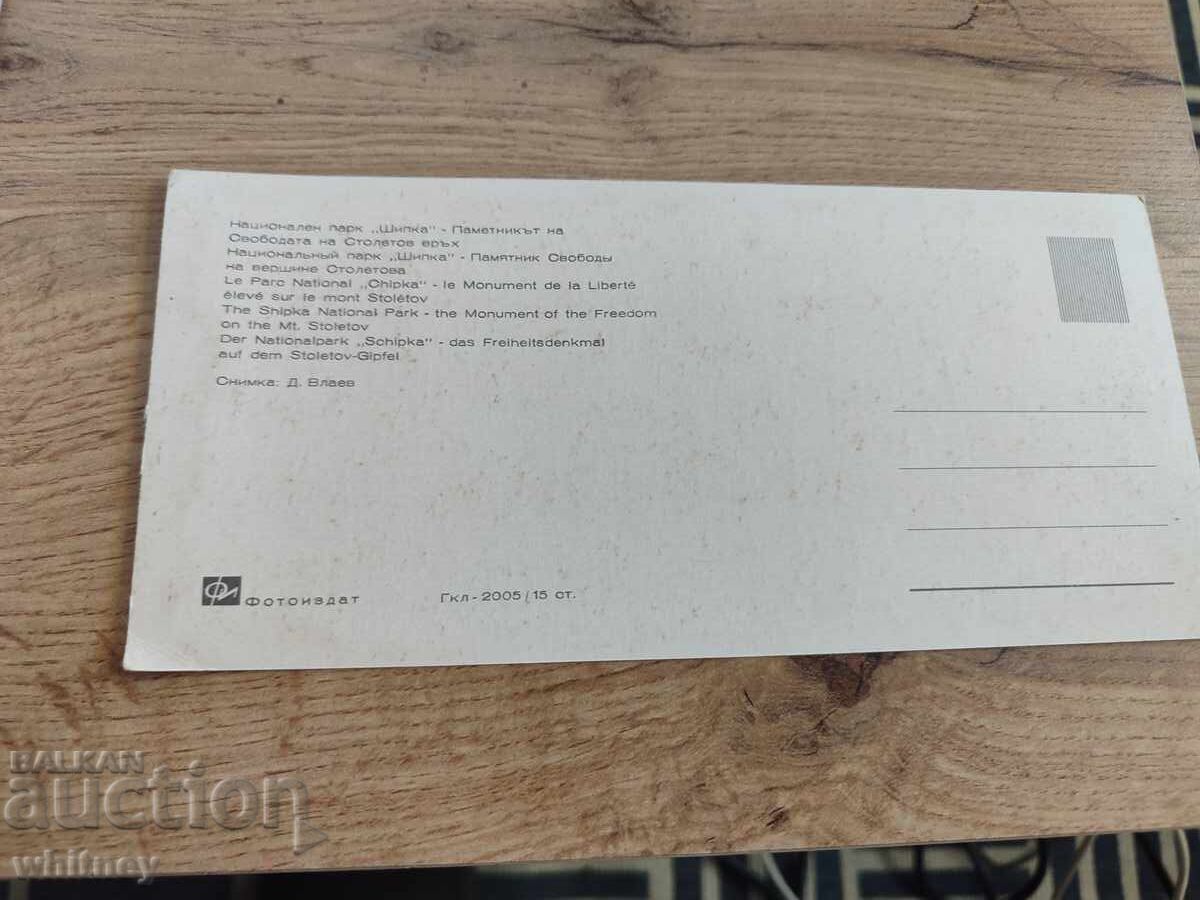 Национален парк „Шипка" - Паметникът на
Свободата на Столетов връх
Национальный парк „Шипка" - Памятник Свободы
на вершине Столетова
Le Parc National „Chipka" - le Monument de la Liberté
élevé sur le mont Stolétov
The Shipka National Park - the Monument of the Freedom
on the Mt. Stoletov
Der Nationalpark „Schipka" - das Freiheitsdenkmal
auf dem Stoletov-Gipfel
Снимка: Д. Влаев
Фотоиздат
Гкл - 2005 / 15 ст.
BALKAN
auction
whitney